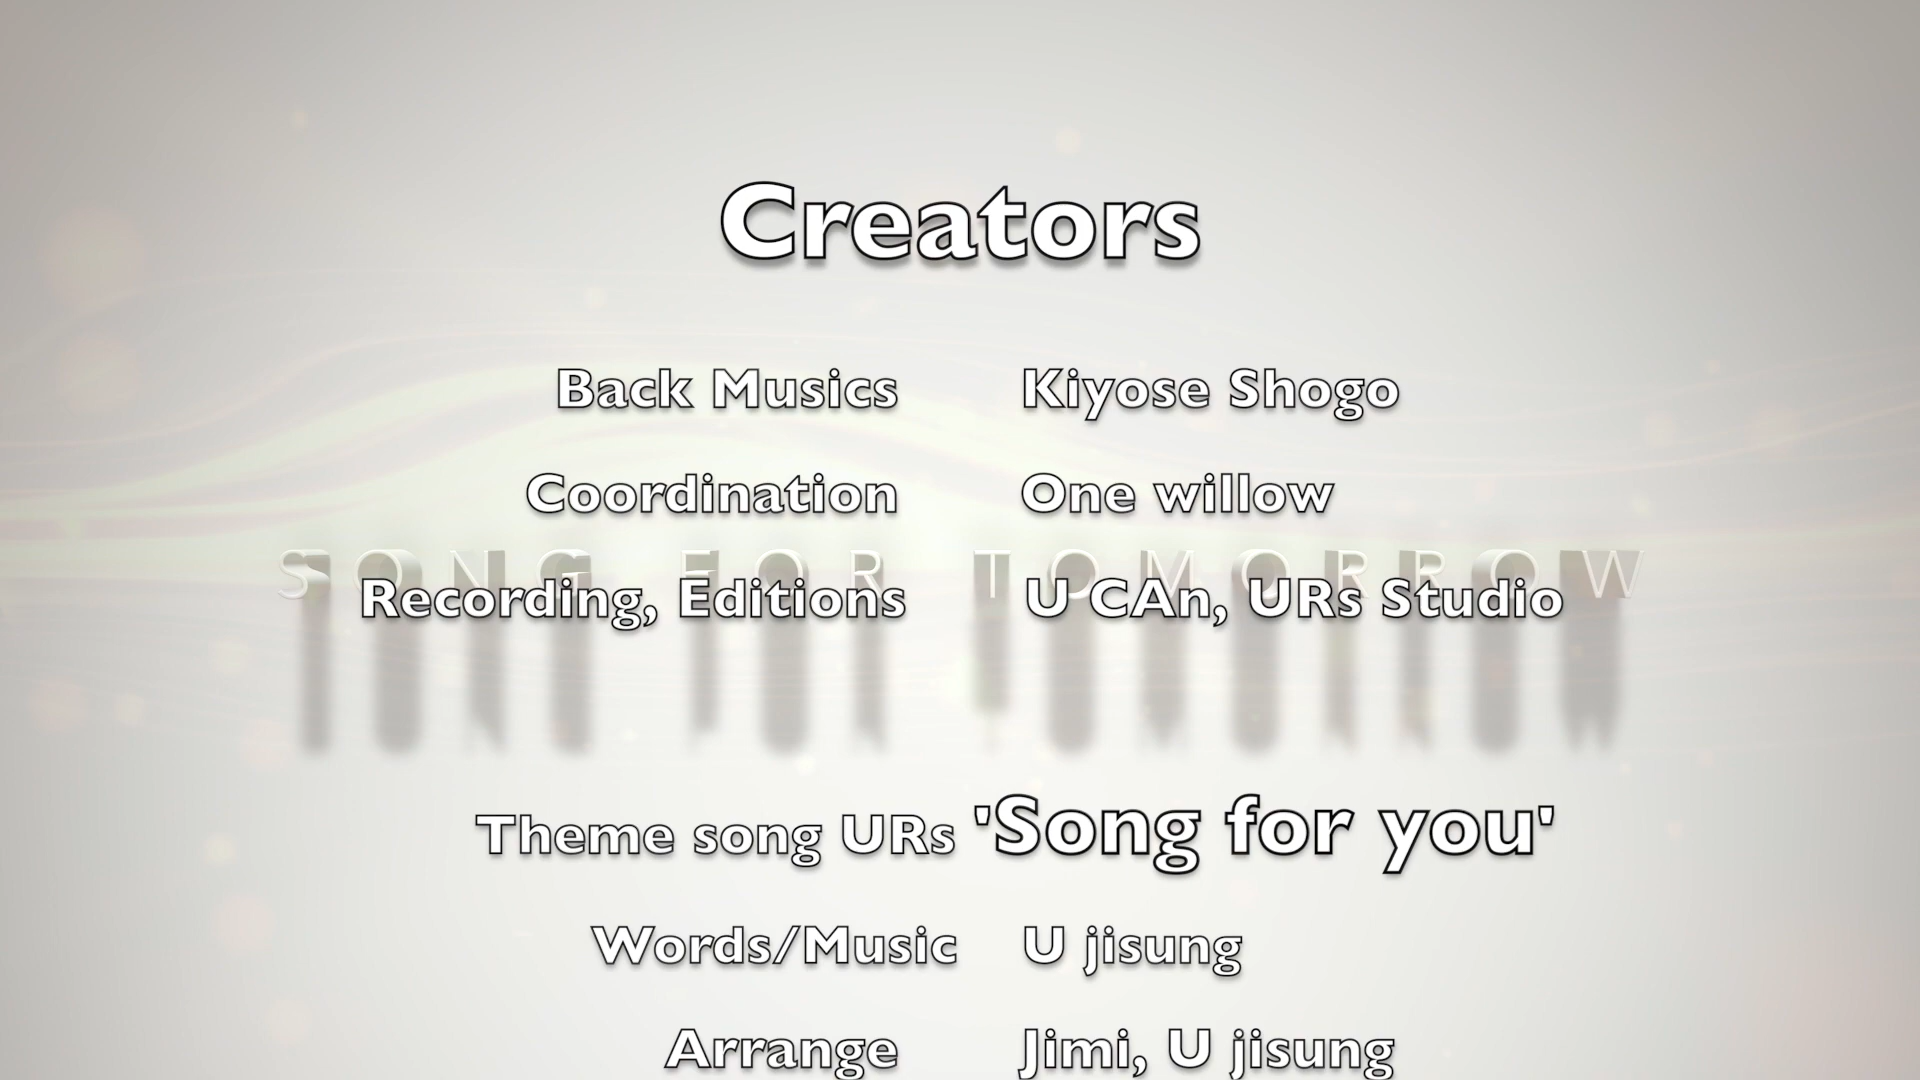 Creators
Back Musics Kiyose Shogo
Coordination One willow
SONG FOR TOMORROW
Recording, Editions U CAn, URs Studio
Theme song URs 'Song for you'
Words/Music U jisung
Arrange Jimi, U jisung